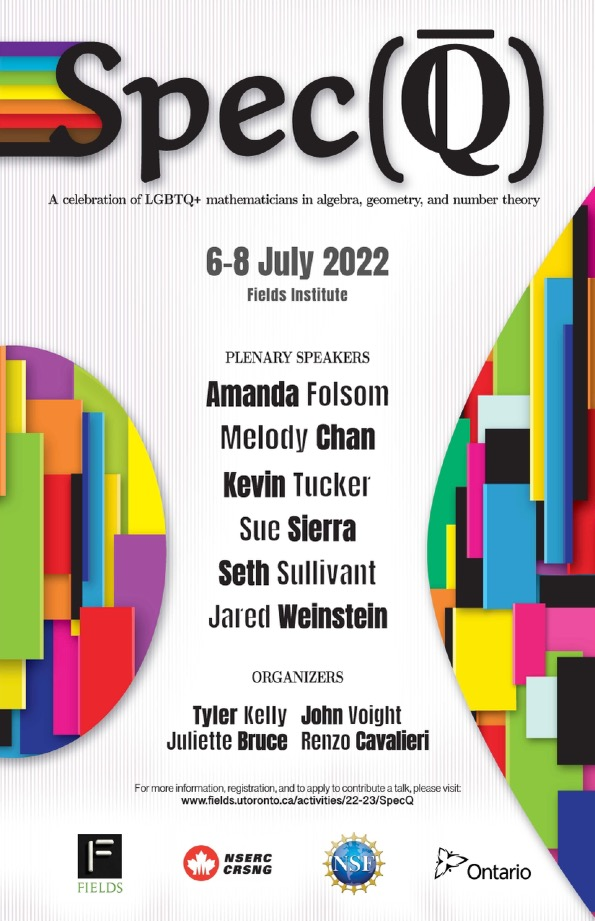 Spec(Q̅)
A celebration of LGBTQ+ mathematicians in algebra, geometry, and number theory
6-8 July 2022
Fields Institute
PLENARY SPEAKERS
Amanda Folsom
Melody Chan
Kevin Tucker
Sue Sierra
Seth Sullivant
Jared Weinstein
ORGANIZERS
Tyler Kelly John Voight
Juliette Bruce Renzo Cavalieri
For more information, registration, and to apply to contribute a talk, please visit:
www.fields.utoronto.ca/activities/22-23/SpecQ
F
FIELDS
NSERC
CRSNG
NSF
Ontario